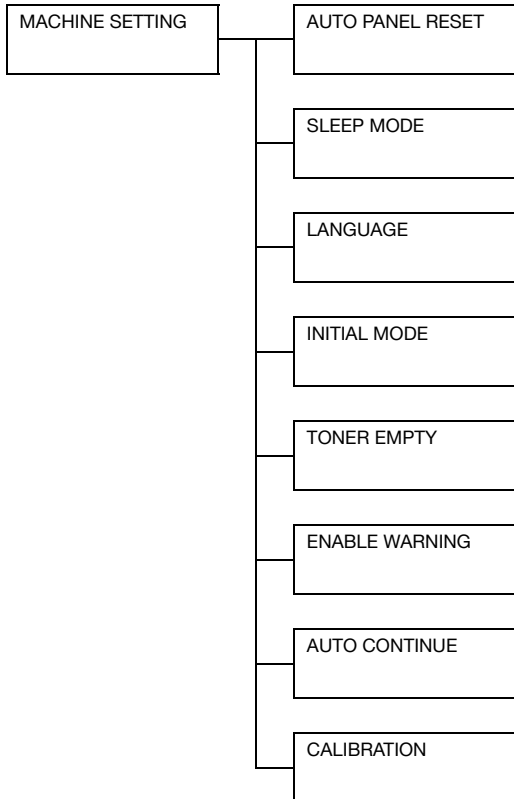 MACHINE SETTING
AUTO PANEL RESET
SLEEP MODE
LANGUAGE
INITIAL MODE
TONER EMPTY
ENABLE WARNING
AUTO CONTINUE
CALIBRATION